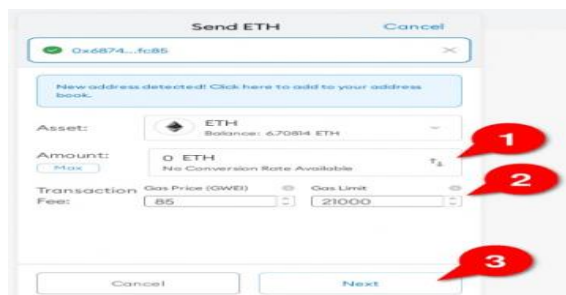 Send ETH
Cancel
0x6874...fc85
New address detected! Click here to add to your address
book.
Asset:
ETH
Balance: 6.70814 ETH
Amount:
Max
0 ETH
No Conversion Rate Available
1
Transaction
Fee:
Gas Price (GWEI)
Gas Limit
85
21000
2
Cancel
Next
3